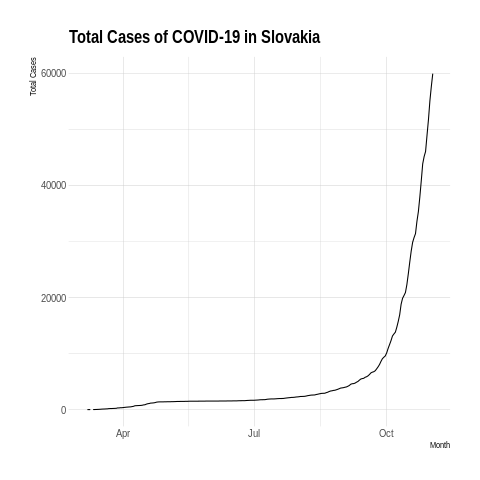 Total Cases of COVID-19 in Slovakia
Total Cases
60000
40000
20000
0
Apr Jul Oct
Month